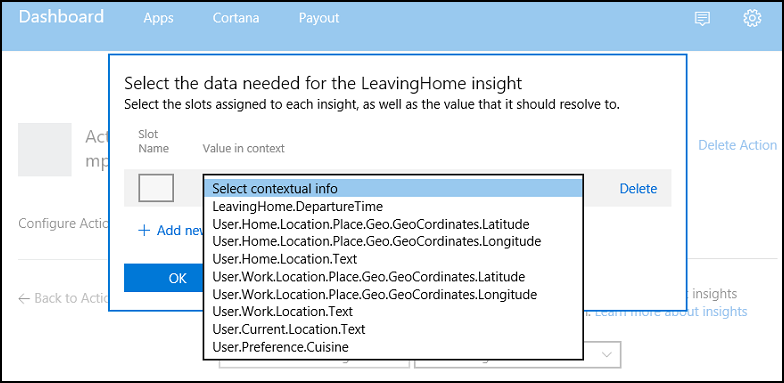 Dashboard Apps Cortana Payout
Select the data needed for the LeavingHome insight
Select the slots assigned to each insight, as well as the value that it should resolve to.
Act
mp
Delete Action
Slot
Name
Value in context
Select contextual info
Delete
LeavingHome.DepartureTime
User.Home.Location.Place.Geo.GeoCordinates.Latitude
Configure Actio
+ Add new
User.Home.Location.Place.Geo.GeoCordinates.Longitude
User.Home.Location.Text
User.Work.Location.Place.Geo.GeoCordinates.Latitude
OK
User.Work.Location.Place.Geo.GeoCordinates.Longitude
← Back to Actio
insights
User.Work.Location.Text
Learn more about insights
User.Current.Location.Text
User.Preference.Cuisine